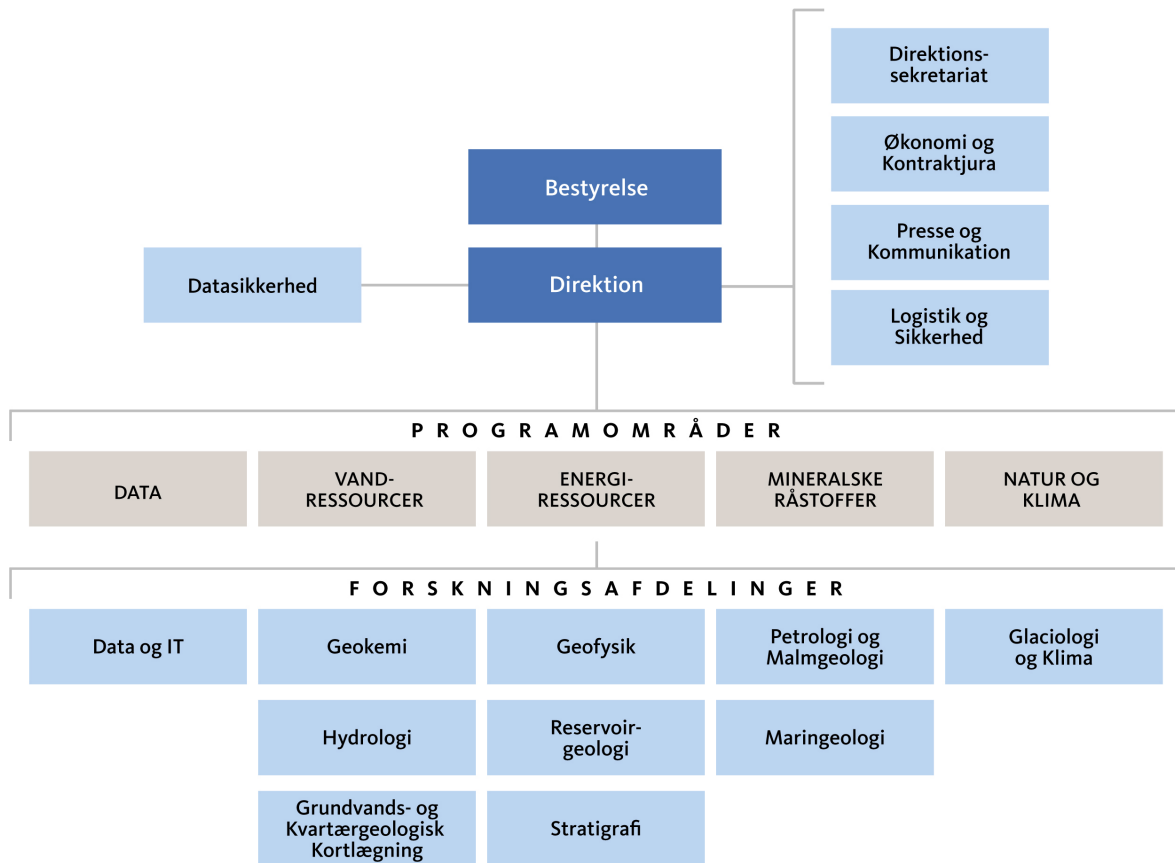 Direktions-
sekretariat
Økonomi og
Kontraktjura
Bestyrelse
Presse og
Kommunikation
Datasikkerhed
Direktion
Logistik og
Sikkerhed
PROGRAMOMRÅDER
DATA
VAND-
RESSOURCER
ENERGI-
RESSOURCER
MINERALSKE
RÅSTOFFER
NATUR OG
KLIMA
FORSKNINGSAFDELINGER
Data og IT
Geokemi
Geofysik
Petrologi og
Malmgeologi
Glaciologi
og Klima
Hydrologi
Reservoir-
geologi
Maringeologi
Grundvands- og
Kvartærgeologisk
Kortlægning
Stratigrafi